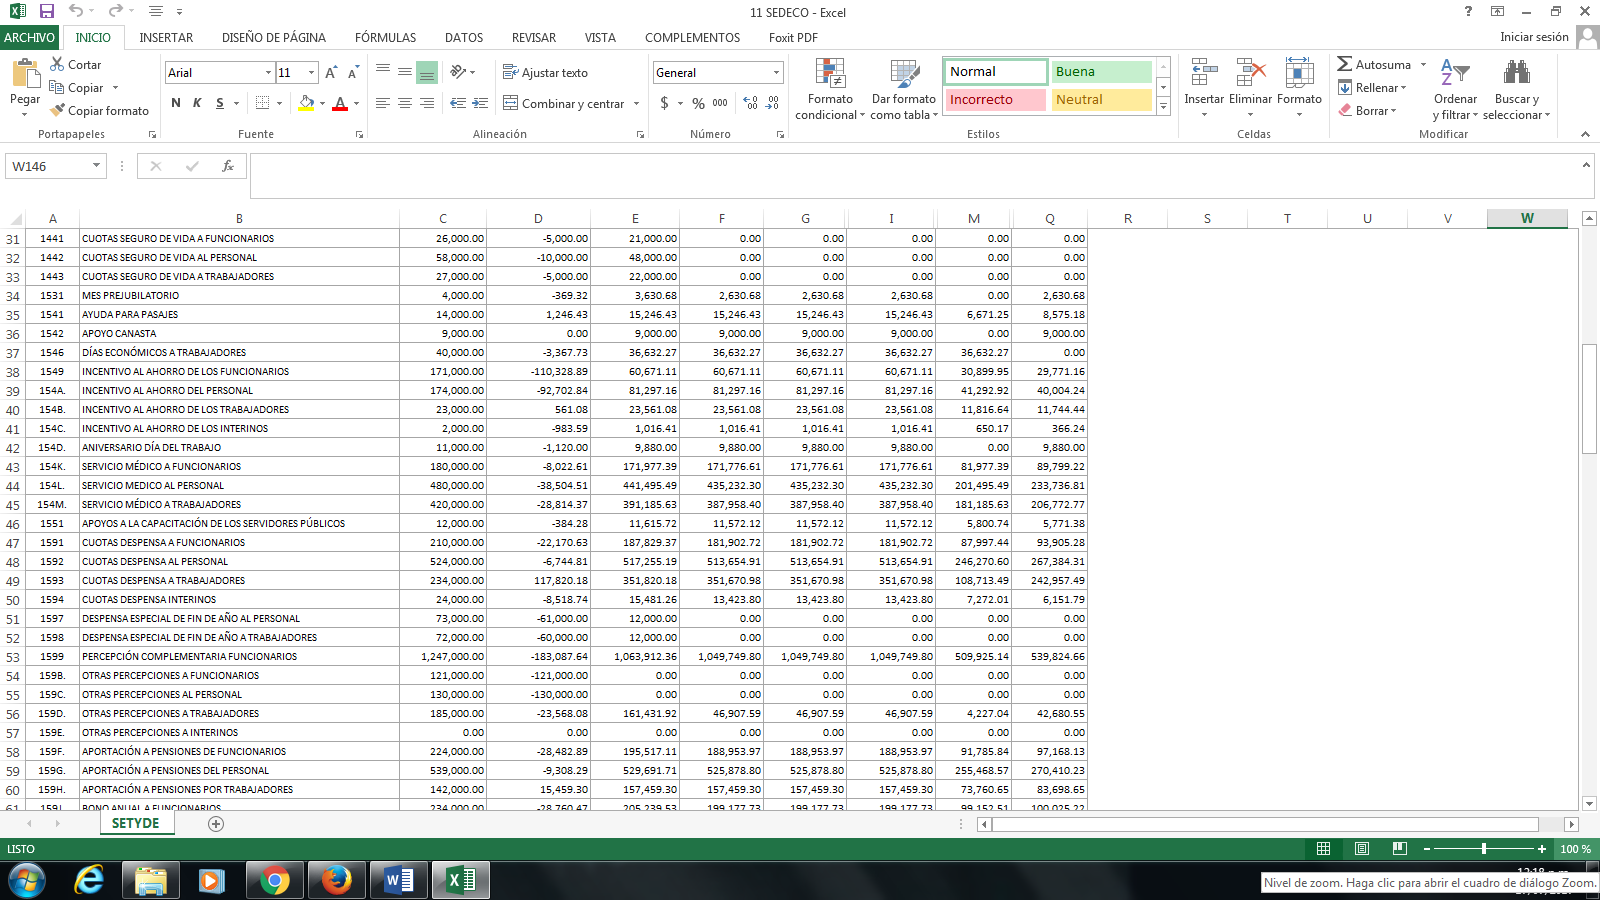 11 SEDECO - Excel
ARCHIVO INICIO INSERTAR DISEÑO DE PÁGINA FÓRMULAS DATOS REVISAR VISTA COMPLEMENTOS Foxit PDF Iniciar sesión
Pegar
Cortar
Copiar
Copiar formato
Portapapeles
Arial 11
N K S
Fuente
Ajustar texto
Combinar y centrar
Alineación
General
$ % 000
Número
Formato condicional
Dar formato como tabla
Normal Buena
Incorrecto Neutral
Estilos
Insertar Eliminar Formato
Celdas
Autosuma
Rellenar
Borrar
Ordenar y filtrar
Buscar y seleccionar
Modificar
W146 fx
A B C D E F G I M Q R S T U V W
31 1441 CUOTAS SEGURO DE VIDA A FUNCIONARIOS 26,000.00 -5,000.00 21,000.00 0.00 0.00 0.00 0.00 0.00
32 1442 CUOTAS SEGURO DE VIDA AL PERSONAL 58,000.00 -10,000.00 48,000.00 0.00 0.00 0.00 0.00 0.00
33 1443 CUOTAS SEGURO DE VIDA A TRABAJADORES 27,000.00 -5,000.00 22,000.00 0.00 0.00 0.00 0.00 0.00
34 1531 MES PREJUBILATORIO 4,000.00 -369.32 3,630.68 2,630.68 2,630.68 2,630.68 0.00 2,630.68
35 1541 AYUDA PARA PASAJES 14,000.00 1,246.43 15,246.43 15,246.43 15,246.43 15,246.43 6,671.25 8,575.18
36 1542 APOYO CANASTA 9,000.00 0.00 9,000.00 9,000.00 9,000.00 9,000.00 0.00 9,000.00
37 1546 DÍAS ECONÓMICOS A TRABAJADORES 40,000.00 -3,367.73 36,632.27 36,632.27 36,632.27 36,632.27 36,632.27 0.00
38 1549 INCENTIVO AL AHORRO DE LOS FUNCIONARIOS 171,000.00 -110,328.89 60,671.11 60,671.11 60,671.11 60,671.11 30,899.95 29,771.16
39 154A. INCENTIVO AL AHORRO DEL PERSONAL 174,000.00 -92,702.84 81,297.16 81,297.16 81,297.16 81,297.16 41,292.92 40,004.24
40 154B. INCENTIVO AL AHORRO DE LOS TRABAJADORES 23,000.00 561.08 23,561.08 23,561.08 23,561.08 23,561.08 11,816.64 11,744.44
41 154C. INCENTIVO AL AHORRO DE LOS INTERINOS 2,000.00 -983.59 1,016.41 1,016.41 1,016.41 1,016.41 650.17 366.24
42 154D. ANIVERSARIO DÍA DEL TRABAJO 11,000.00 -1,120.00 9,880.00 9,880.00 9,880.00 9,880.00 0.00 9,880.00
43 154K. SERVICIO MÉDICO A FUNCIONARIOS 180,000.00 -8,022.61 171,977.39 171,776.61 171,776.61 171,776.61 81,977.39 89,799.22
44 154L. SERVICIO MEDICO AL PERSONAL 480,000.00 -38,504.51 441,495.49 435,232.30 435,232.30 435,232.30 201,495.49 233,736.81
45 154M. SERVICIO MÉDICO A TRABAJADORES 420,000.00 -28,814.37 391,185.63 387,958.40 387,958.40 387,958.40 181,185.63 206,772.77
46 1551 APOYOS A LA CAPACITACIÓN DE LOS SERVIDORES PÚBLICOS 12,000.00 -384.28 11,615.72 11,572.12 11,572.12 11,572.12 5,800.74 5,771.38
47 1591 CUOTAS DESPENSA A FUNCIONARIOS 210,000.00 -22,170.63 187,829.37 181,902.72 181,902.72 181,902.72 87,997.44 93,905.28
48 1592 CUOTAS DESPENSA AL PERSONAL 524,000.00 -6,744.81 517,255.19 513,654.91 513,654.91 513,654.91 246,270.60 267,384.31
49 1593 CUOTAS DESPENSA A TRABAJADORES 234,000.00 117,820.18 351,820.18 351,670.98 351,670.98 351,670.98 108,713.49 242,957.49
50 1594 CUOTAS DESPENSA INTERINOS 24,000.00 -8,518.74 15,481.26 13,423.80 13,423.80 13,423.80 7,272.01 6,151.79
51 1597 DESPENSA ESPECIAL DE FIN DE AÑO AL PERSONAL 73,000.00 -61,000.00 12,000.00 0.00 0.00 0.00 0.00 0.00
52 1598 DESPENSA ESPECIAL DE FIN DE AÑO A TRABAJADORES 72,000.00 -60,000.00 12,000.00 0.00 0.00 0.00 0.00 0.00
53 1599 PERCEPCIÓN COMPLEMENTARIA FUNCIONARIOS 1,247,000.00 -183,087.64 1,063,912.36 1,049,749.80 1,049,749.80 1,049,749.80 509,925.14 539,824.66
54 159B. OTRAS PERCEPCIONES A FUNCIONARIOS 121,000.00 -121,000.00 0.00 0.00 0.00 0.00 0.00 0.00
55 159C. OTRAS PERCEPCIONES AL PERSONAL 130,000.00 -130,000.00 0.00 0.00 0.00 0.00 0.00 0.00
56 159D. OTRAS PERCEPCIONES A TRABAJADORES 185,000.00 -23,568.08 161,431.92 46,907.59 46,907.59 46,907.59 4,227.04 42,680.55
57 159E. OTRAS PERCEPCIONES A INTERINOS 0.00 0.00 0.00 0.00 0.00 0.00 0.00 0.00
58 159F. APORTACIÓN A PENSIONES DE FUNCIONARIOS 224,000.00 -28,482.89 195,517.11 188,953.97 188,953.97 188,953.97 91,785.84 97,168.13
59 159G. APORTACIÓN A PENSIONES DEL PERSONAL 539,000.00 -9,308.29 529,691.71 525,878.80 525,878.80 525,878.80 255,468.57 270,410.23
60 159H. APORTACIÓN A PENSIONES POR TRABAJADORES 142,000.00 15,459.30 157,459.30 157,459.30 157,459.30 157,459.30 73,760.65 83,698.65
61 159I. BONO ANUAL A FUNCIONARIOS 234,000.00 -28,760.47 205,239.53 199,177.73 199,177.73 199,177.73 99,152.51 100,025.22
SETYDE
LISTO 100 %
Nivel de zoom. Haga clic para abrir el cuadro de diálogo Zoom.